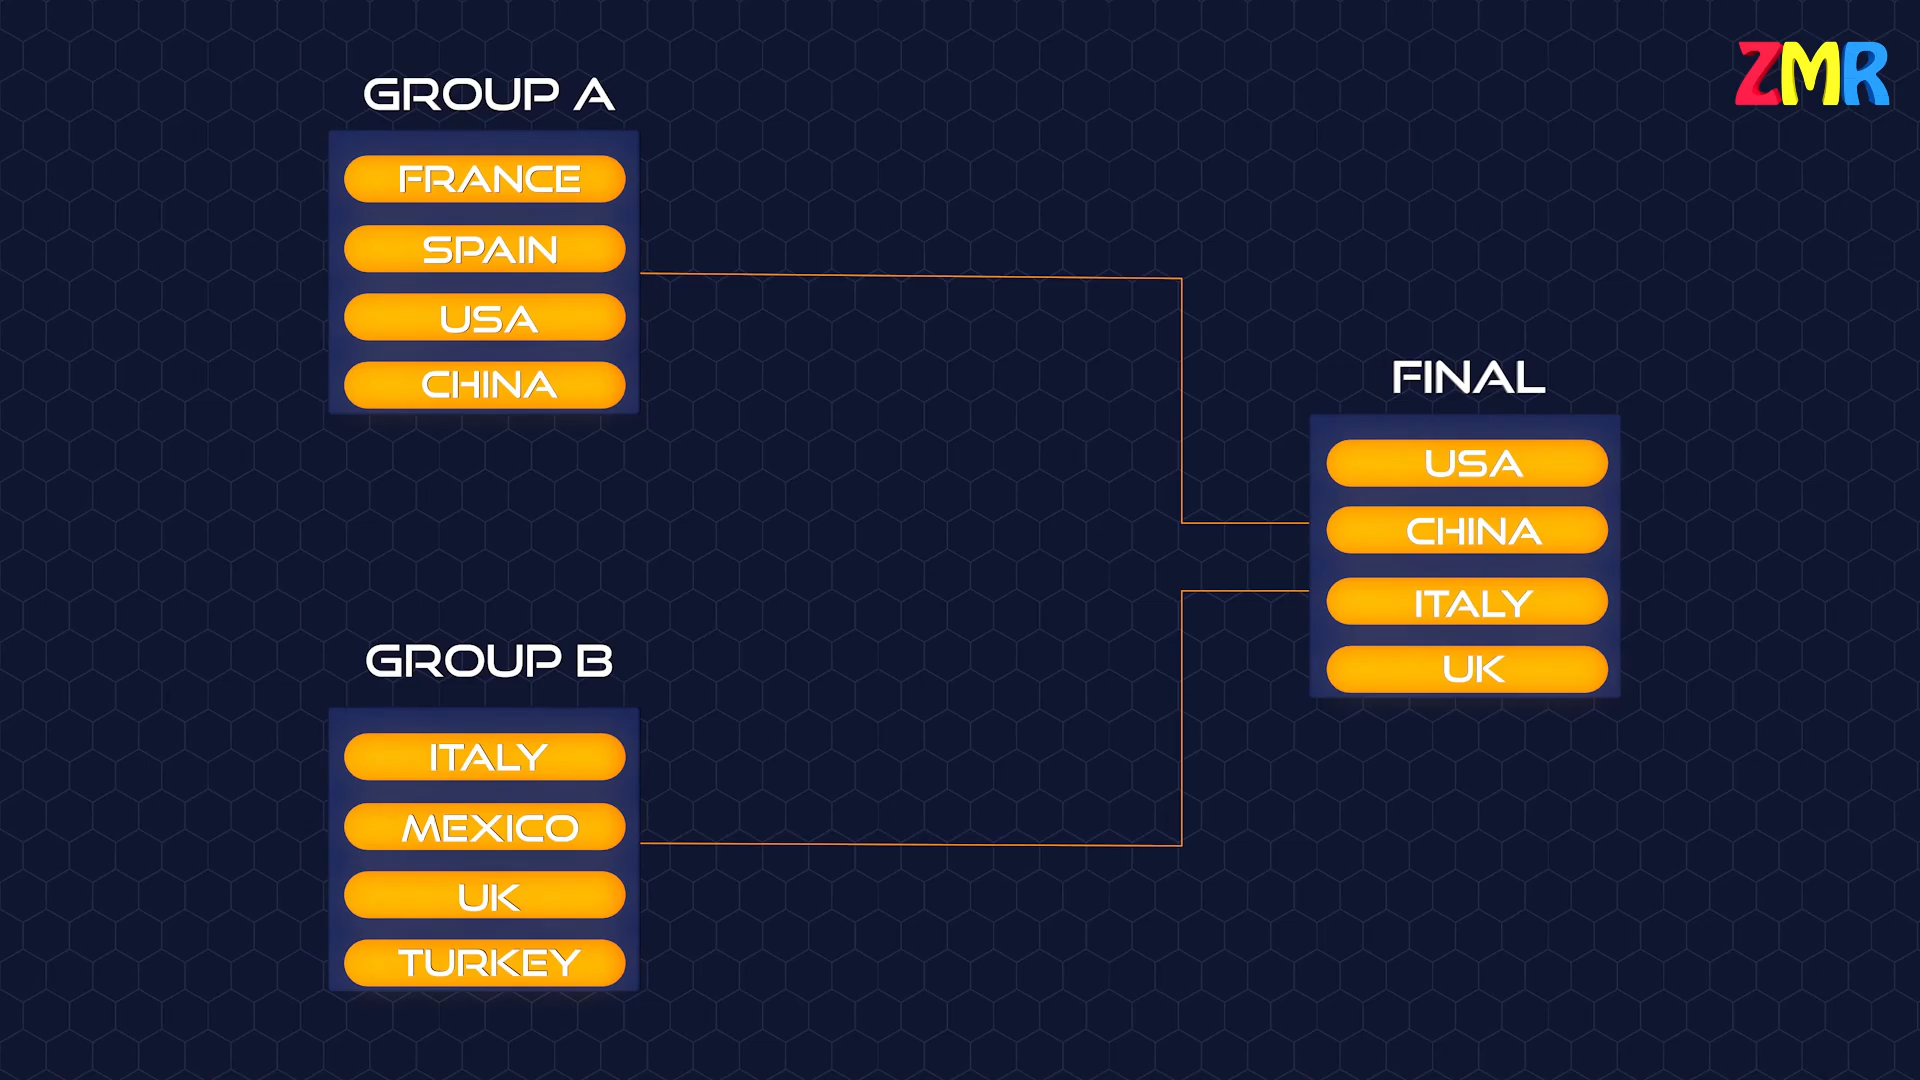 ZMR
GROUP A
FRANCE
SPAIN
USA
CHINA
GROUP B
ITALY
MEXICO
UK
TURKEY
FINAL
USA
CHINA
ITALY
UK